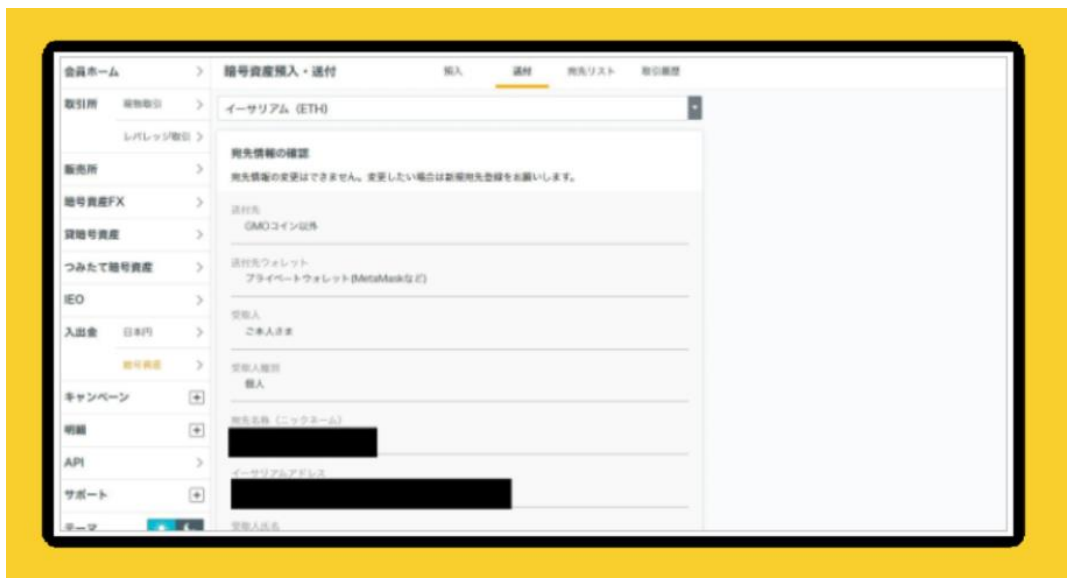 会員ホーム
取引所 現物取引
レバレッジ取引
販売所
暗号資産FX
貸暗号資産
つみたて暗号資産
IEO
入出金 日本円
暗号資産
キャンペーン
明細
API
サポート
テーマ
暗号資産預入・送付 預入 送付 宛先リスト 取引履歴
イーサリアム (ETH)
宛先情報の確認
宛先情報の変更はできません。変更したい場合は新規宛先登録をお願いします。
送付先
GMOコイン以外
送付先ウォレット
プライベートウォレット(MetaMaskなど)
受取人
ご本人さま
受取人種別
個人
宛先名称（ニックネーム）
イーサリアムアドレス
受取人氏名